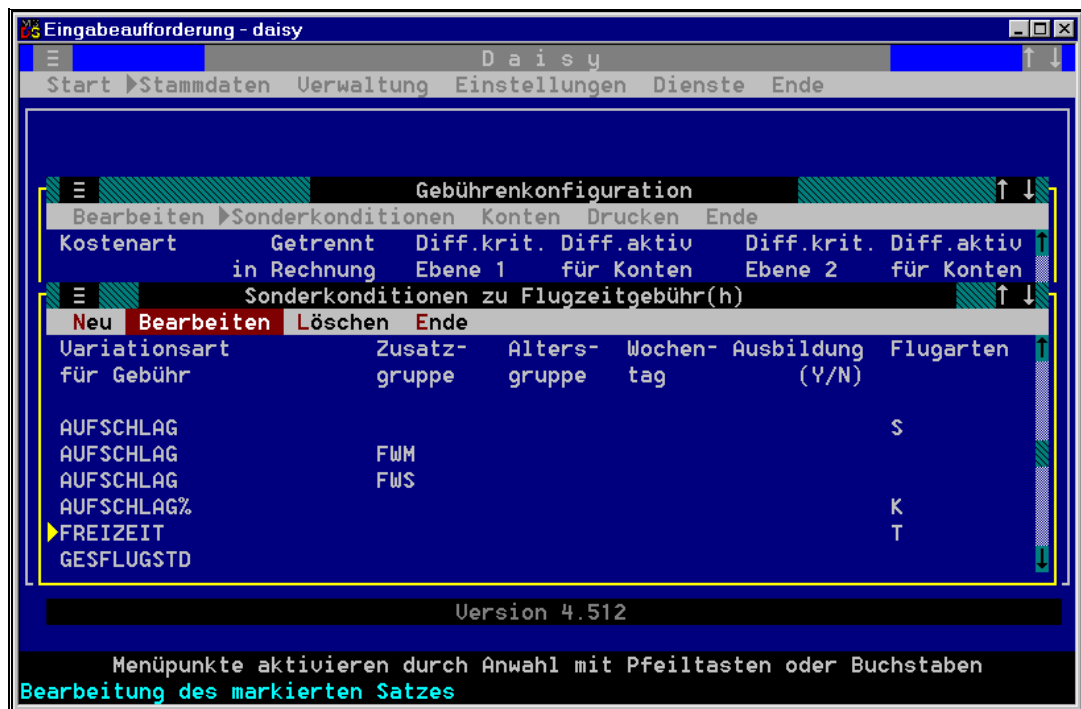 Eingabeaufforderung - daisy
Daisy
Start Stammdaten Verwaltung Einstellungen Dienste Ende
Gebührenkonfiguration
Bearbeiten Sonderkonditionen Konten Drucken Ende
Kostenart Getrennt Diff.krit. Diff.aktiv Diff.krit. Diff.aktiv
in Rechnung Ebene 1 für Konten Ebene 2 für Konten
Sonderkonditionen zu Flugzeitgebühr(h)
Neu Bearbeiten Löschen Ende
Variationsart Zusatz- Alters- Wochen- Ausbildung Flugarten
für Gebühr gruppe gruppe tag (Y/N)
AUFSCHLAG S
AUFSCHLAG FWM
AUFSCHLAG FWS
AUFSCHLAG% K
FREIZEIT T
GESFLUGSTD
Version 4.512
Menüpunkte aktivieren durch Anwahl mit Pfeiltasten oder Buchstaben
Bearbeitung des markierten Satzes